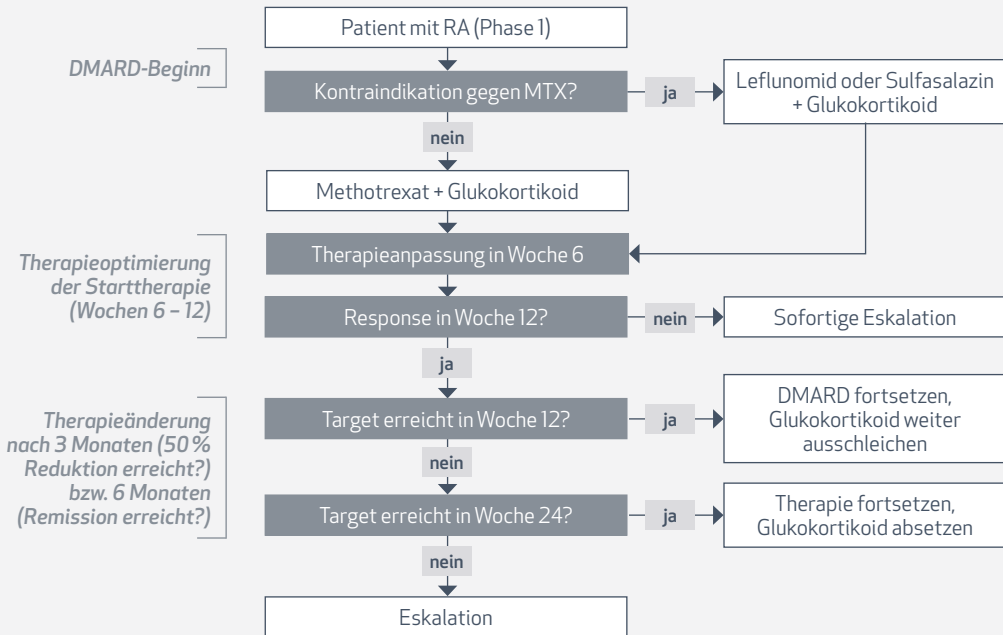 Patient mit RA (Phase 1)
DMARD-Beginn
Kontraindikation gegen MTX?
ja
Leflunomid oder Sulfasalazin
+ Glukokortikoid
nein
Methotrexat + Glukokortikoid
Therapieoptimierung
der Starttherapie
(Wochen 6 – 12)
Therapieanpassung in Woche 6
Response in Woche 12?
nein
Sofortige Eskalation
ja
Therapieänderung
nach 3 Monaten (50 %
Reduktion erreicht?)
bzw. 6 Monaten
(Remission erreicht?)
Target erreicht in Woche 12?
ja
DMARD fortsetzen,
Glukokortikoid weiter
ausschleichen
nein
Target erreicht in Woche 24?
ja
Therapie fortsetzen,
Glukokortikoid absetzen
nein
Eskalation